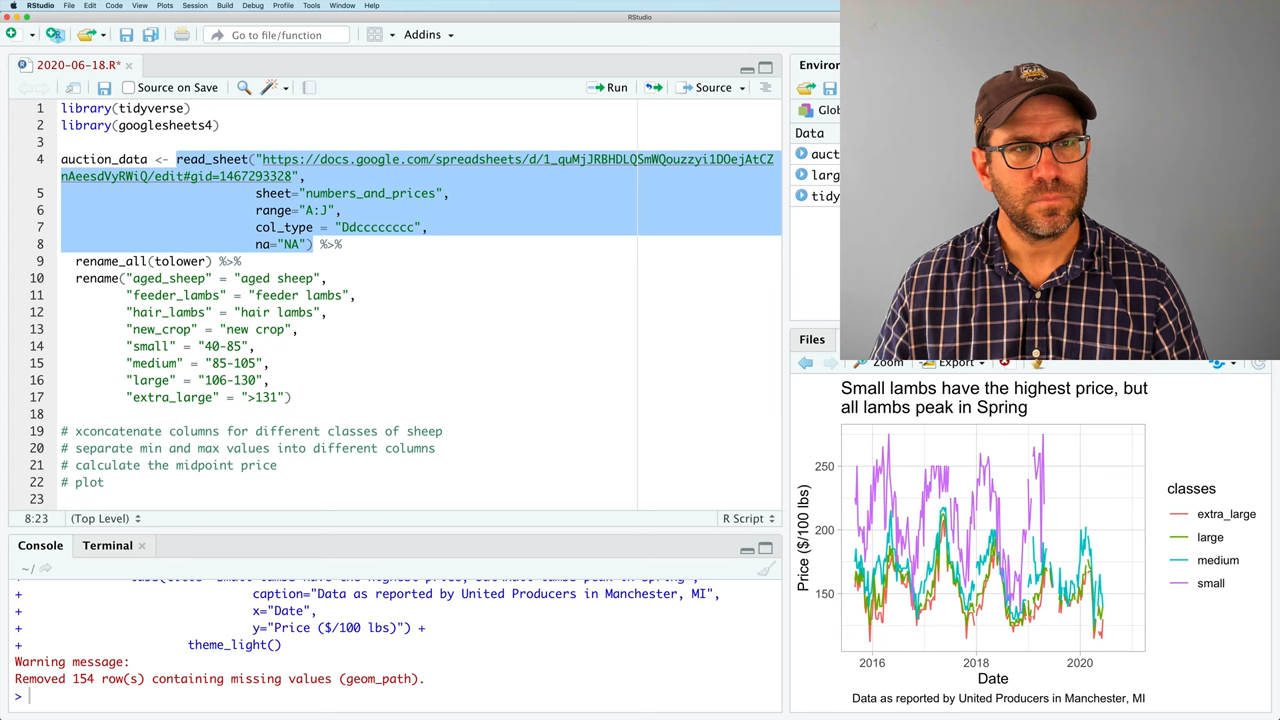 RStudio File Edit Code View Plots Session Build Debug Profile Tools Window Help
RStudio
Go to file/function
Addins
2020-06-18.R*
Source on Save
Run
Source
1 library(tidyverse)
2 library(googlesheets4)
3
4 auction_data <- read_sheet("https://docs.google.com/spreadsheets/d/1_quMjJRBHDLQSmWQouzzyi1DOejAtCZ
nAeesdVyRWiQ/edit#gid=1467293328",
5 sheet="numbers_and_prices",
6 range="A:J",
7 col_type = "Ddcccccccc",
8 na="NA") %>%
9 rename_all(tolower) %>%
10 rename("aged_sheep" = "aged sheep",
11 "feeder_lambs" = "feeder lambs",
12 "hair_lambs" = "hair lambs",
13 "new_crop" = "new crop",
14 "small" = "40-85",
15 "medium" = "85-105",
16 "large" = "106-130",
17 "extra_large" = ">131")
18
19 # xconcatenate columns for different classes of sheep
20 # separate min and max values into different columns
21 # calculate the midpoint price
22 # plot
23
8:23 (Top Level) R Script
Console Terminal
~/
+ caption="Data as reported by United Producers in Manchester, MI",
+ x="Date",
+ y="Price ($/100 lbs)") +
+ theme_light()
Warning message:
Removed 154 row(s) containing missing values (geom_path).
>
Enviro
Glob
Data
auct
larg
tidy
Files
Zoom Export
Small lambs have the highest price, but
all lambs peak in Spring
250
200
150
Price ($/100 lbs)
2016 2018 2020
Date
classes
extra_large
large
medium
small
Data as reported by United Producers in Manchester, MI